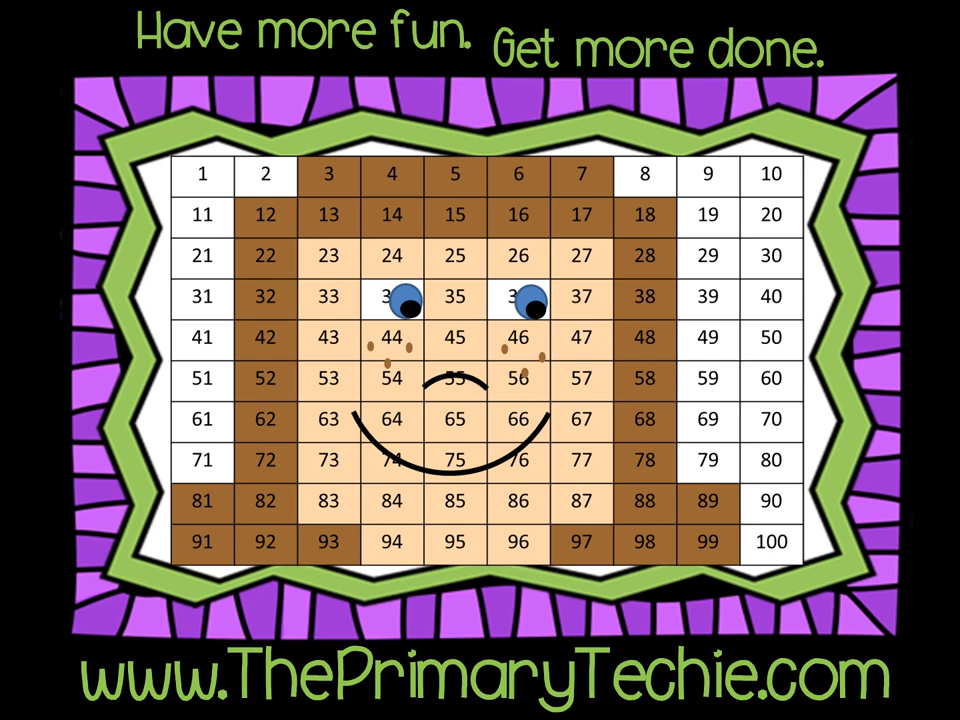 Have more fun. Get more done.
1 2 3 4 5 6 7 8 9 10
11 12 13 14 15 16 17 18 19 20
21 22 23 24 25 26 27 28 29 30
31 32 33 35 37 38 39 40
41 42 43 44 45 46 47 48 49 50
51 52 53 54 55 56 57 58 59 60
61 62 63 64 65 66 67 68 69 70
71 72 73 74 75 76 77 78 79 80
81 82 83 84 85 86 87 88 89 90
91 92 93 94 95 96 97 98 99 100
www.ThePrimaryTechie.com